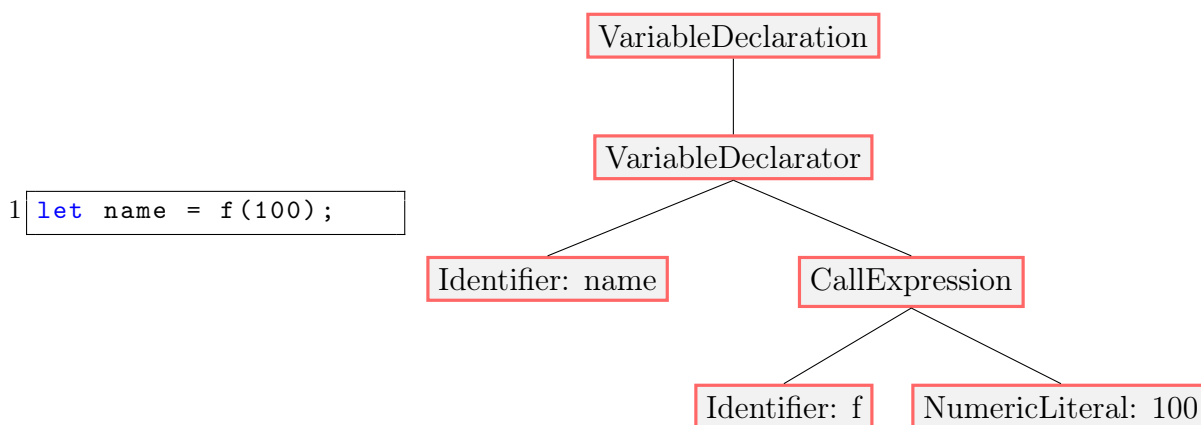 VariableDeclaration
VariableDeclarator
1 let name = f(100);
Identifier: name
CallExpression
Identifier: f
NumericLiteral: 100